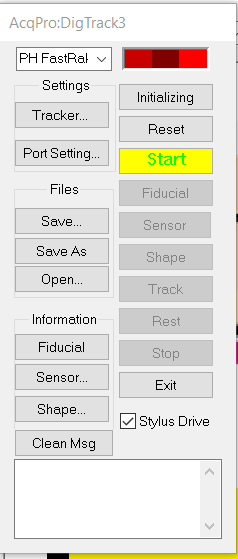 AcqPro:DigTrack3
PH FastRak
Settings
Tracker...
Port Setting...
Files
Save...
Save As
Open...
Information
Fiducial
Sensor...
Shape...
Clean Msg
Initializing
Reset
Start
Fiducial
Sensor
Shape
Track
Rest
Stop
Exit
Stylus Drive